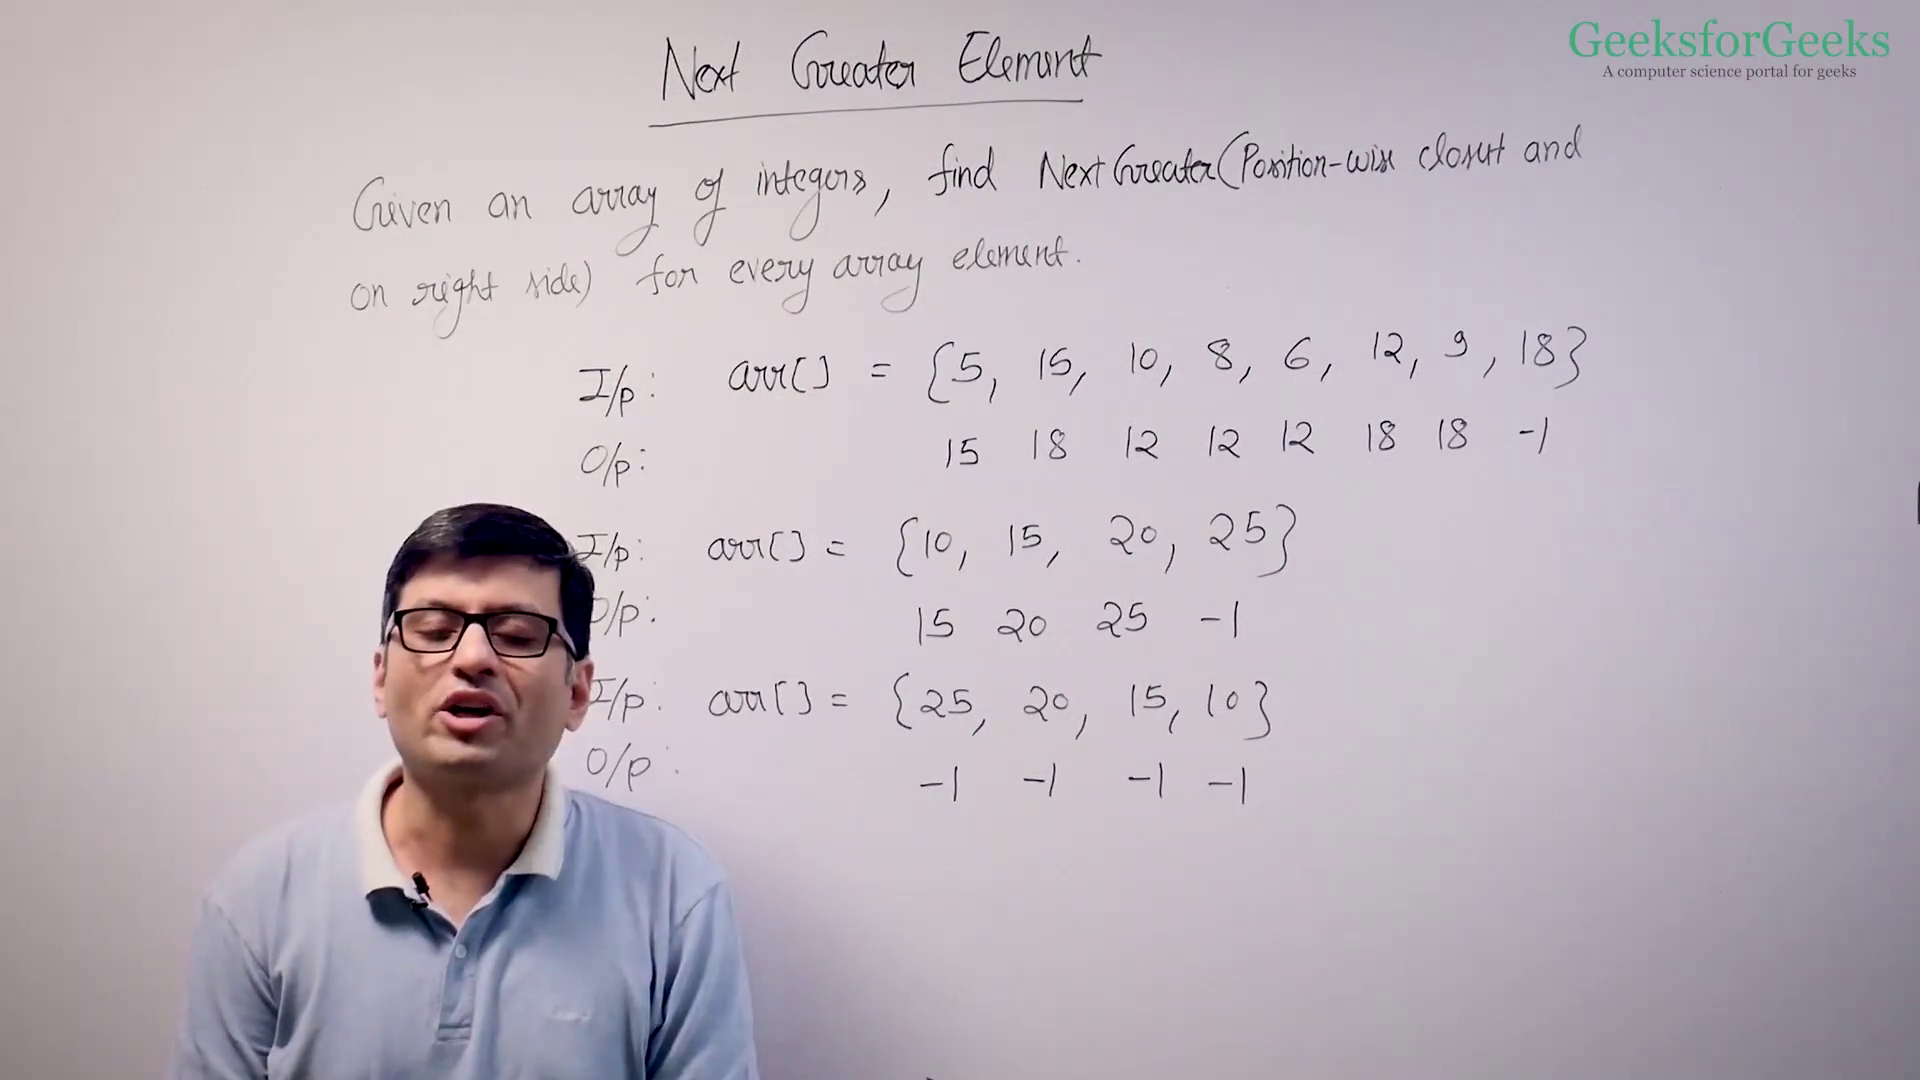 GeeksforGeeks
A computer science portal for geeks
Next Greater Element
Given an array of integers, find Next Greater (Position-wise closest and
on right side) for every array element.
I/p: arr[] = {5, 15, 10, 8, 6, 12, 9, 18}
O/p: 15 18 12 12 12 18 18 -1
I/p: arr[] = {10, 15, 20, 25}
O/p: 15 20 25 -1
I/p: arr[] = {25, 20, 15, 10}
O/p: -1 -1 -1 -1